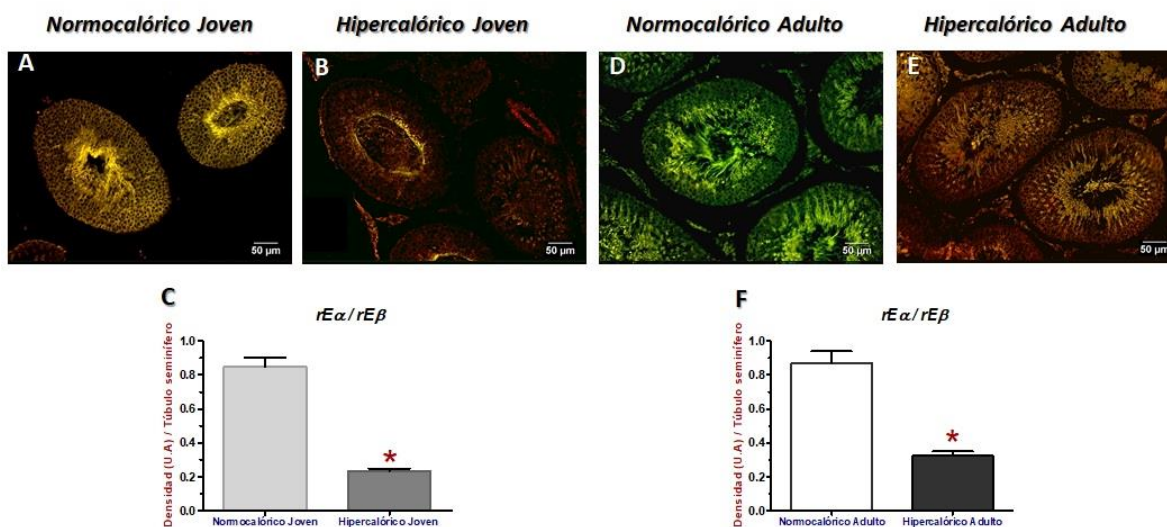 Normocalórico Joven
Hipercalórico Joven
Normocalórico Adulto
Hipercalórico Adulto
A
50 µm
B
50 µm
D
50 µm
E
50 µm
C
rEα/rEβ
Densidad (U.A) / Túbulo seminífero
1.0
0.8
0.6
0.4
0.2
0.0
*
Normocalórico Joven
Hipercalórico Joven
F
rEα/rEβ
Densidad (U.A) / Túbulo seminífero
1.0
0.8
0.6
0.4
0.2
0.0
*
Normocalórico Adulto
Hipercalórico Adulto